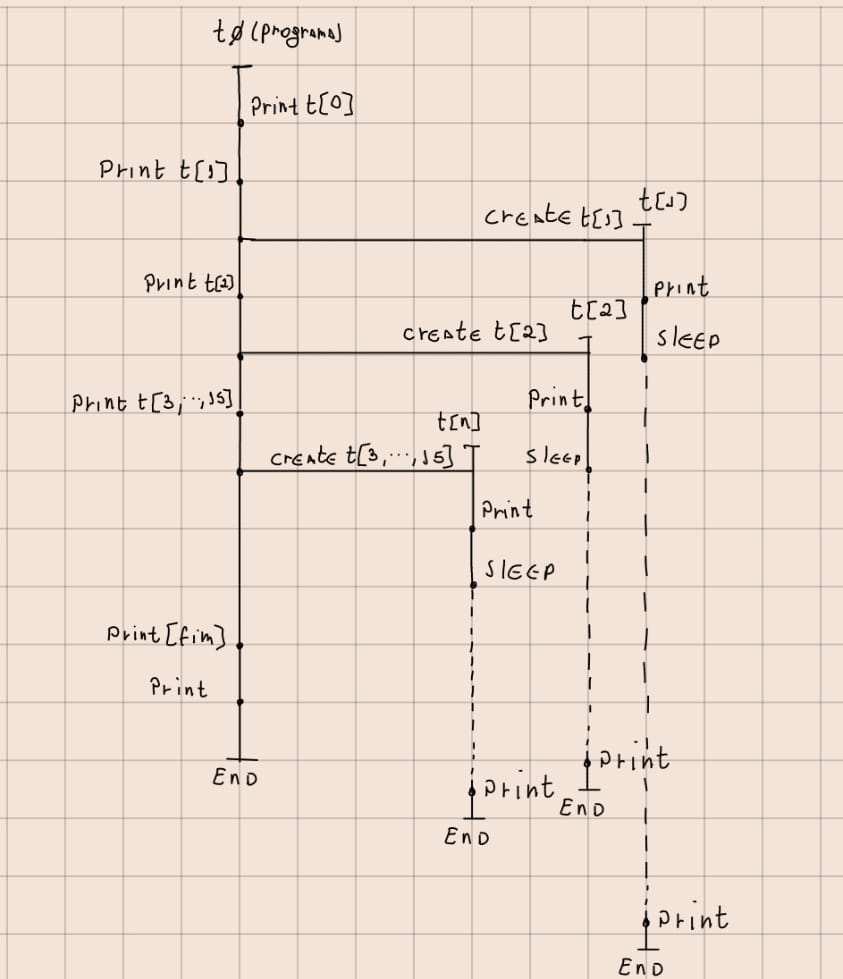 tø (programa)
Print t[0]
Print t[1]
create t[1]
t[1]
Print t[2]
Print
t[2]
create t[2]
sleep
Print t[3,...,15]
Print
t[n]
create t[3,...,15]
sleep
Print
sleep
Print [fim]
Print
Print
END
Print
END
END
Print
END